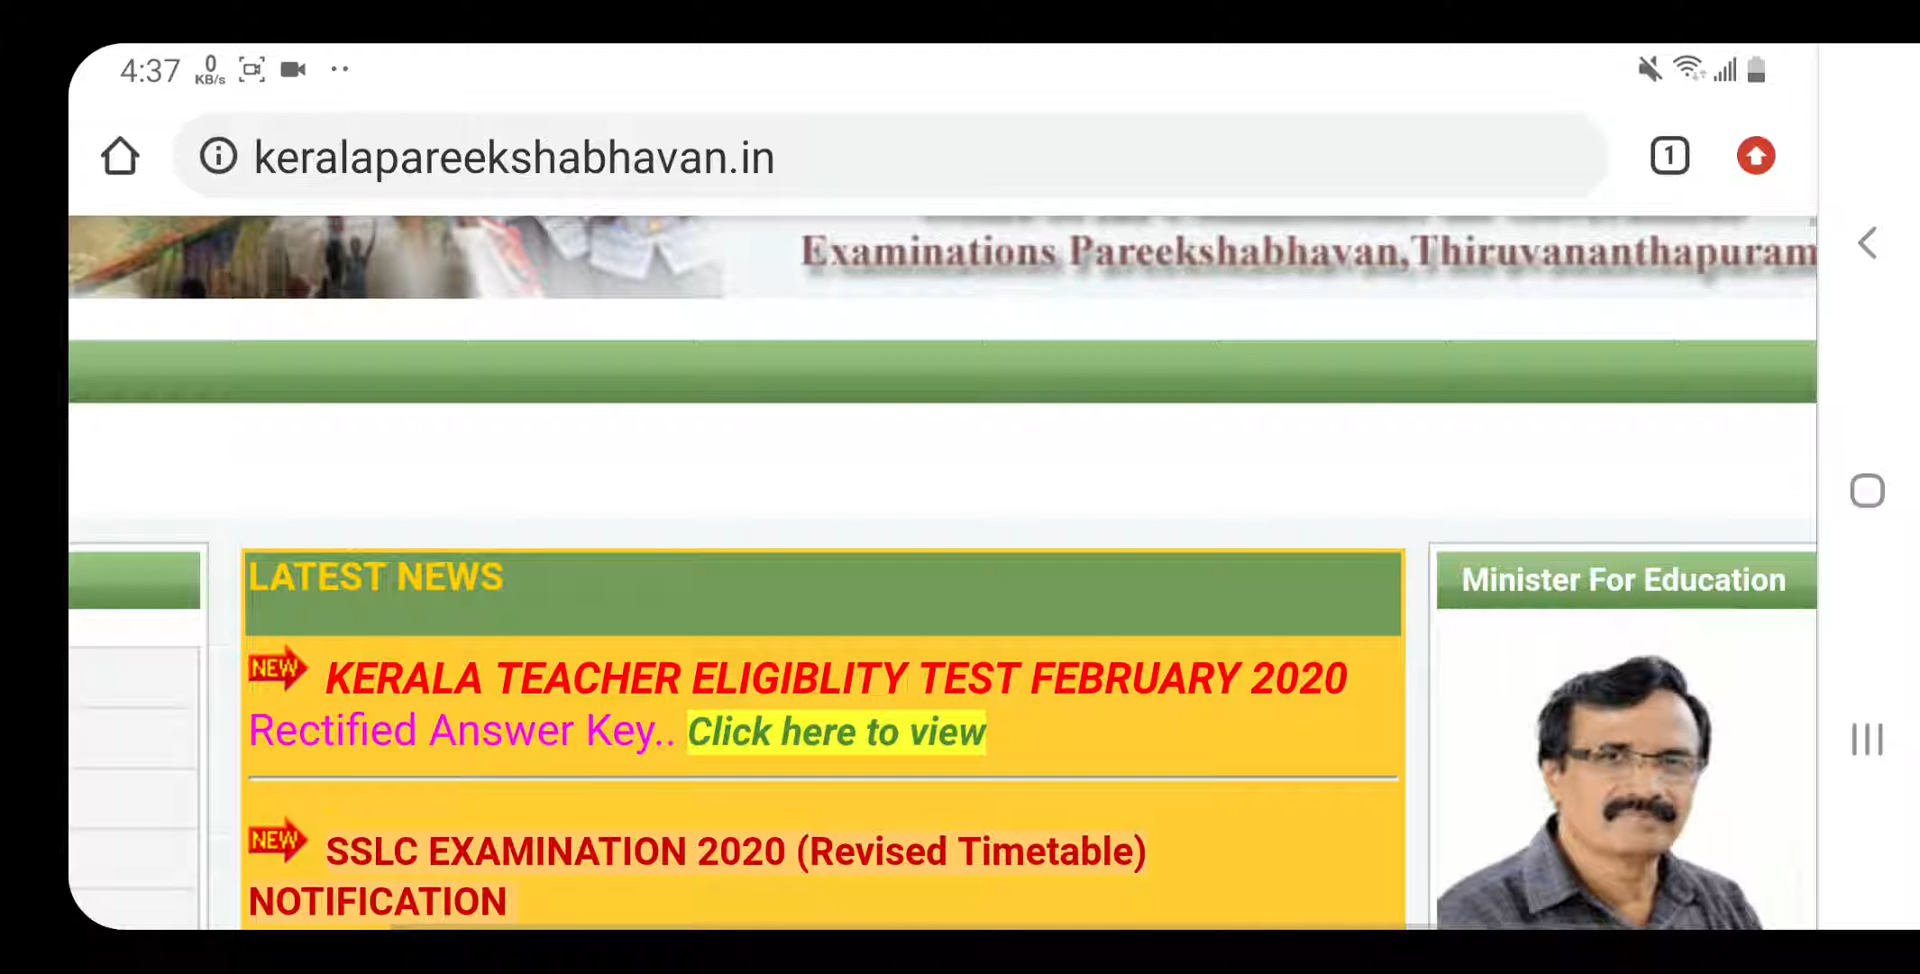 4:37 0 KB/s
keralapareekshabhavan.in 1
Examinations Pareekshabhavan,Thiruvananthapuram
LATEST NEWS
Minister For Education
NEW KERALA TEACHER ELIGIBLITY TEST FEBRUARY 2020
Rectified Answer Key.. Click here to view
NEW SSLC EXAMINATION 2020 (Revised Timetable)
NOTIFICATION